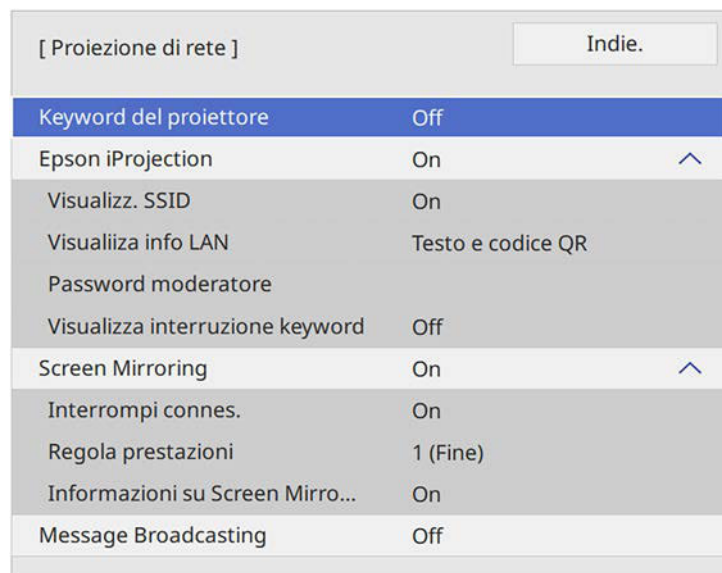 [ Proiezione di rete ] Indie.
Keyword del proiettore Off
Epson iProjection On
Visualizz. SSID On
Visualiiza info LAN Testo e codice QR
Password moderatore
Visualizza interruzione keyword Off
Screen Mirroring On
Interrompi connes. On
Regola prestazioni 1 (Fine)
Informazioni su Screen Mirro... On
Message Broadcasting Off